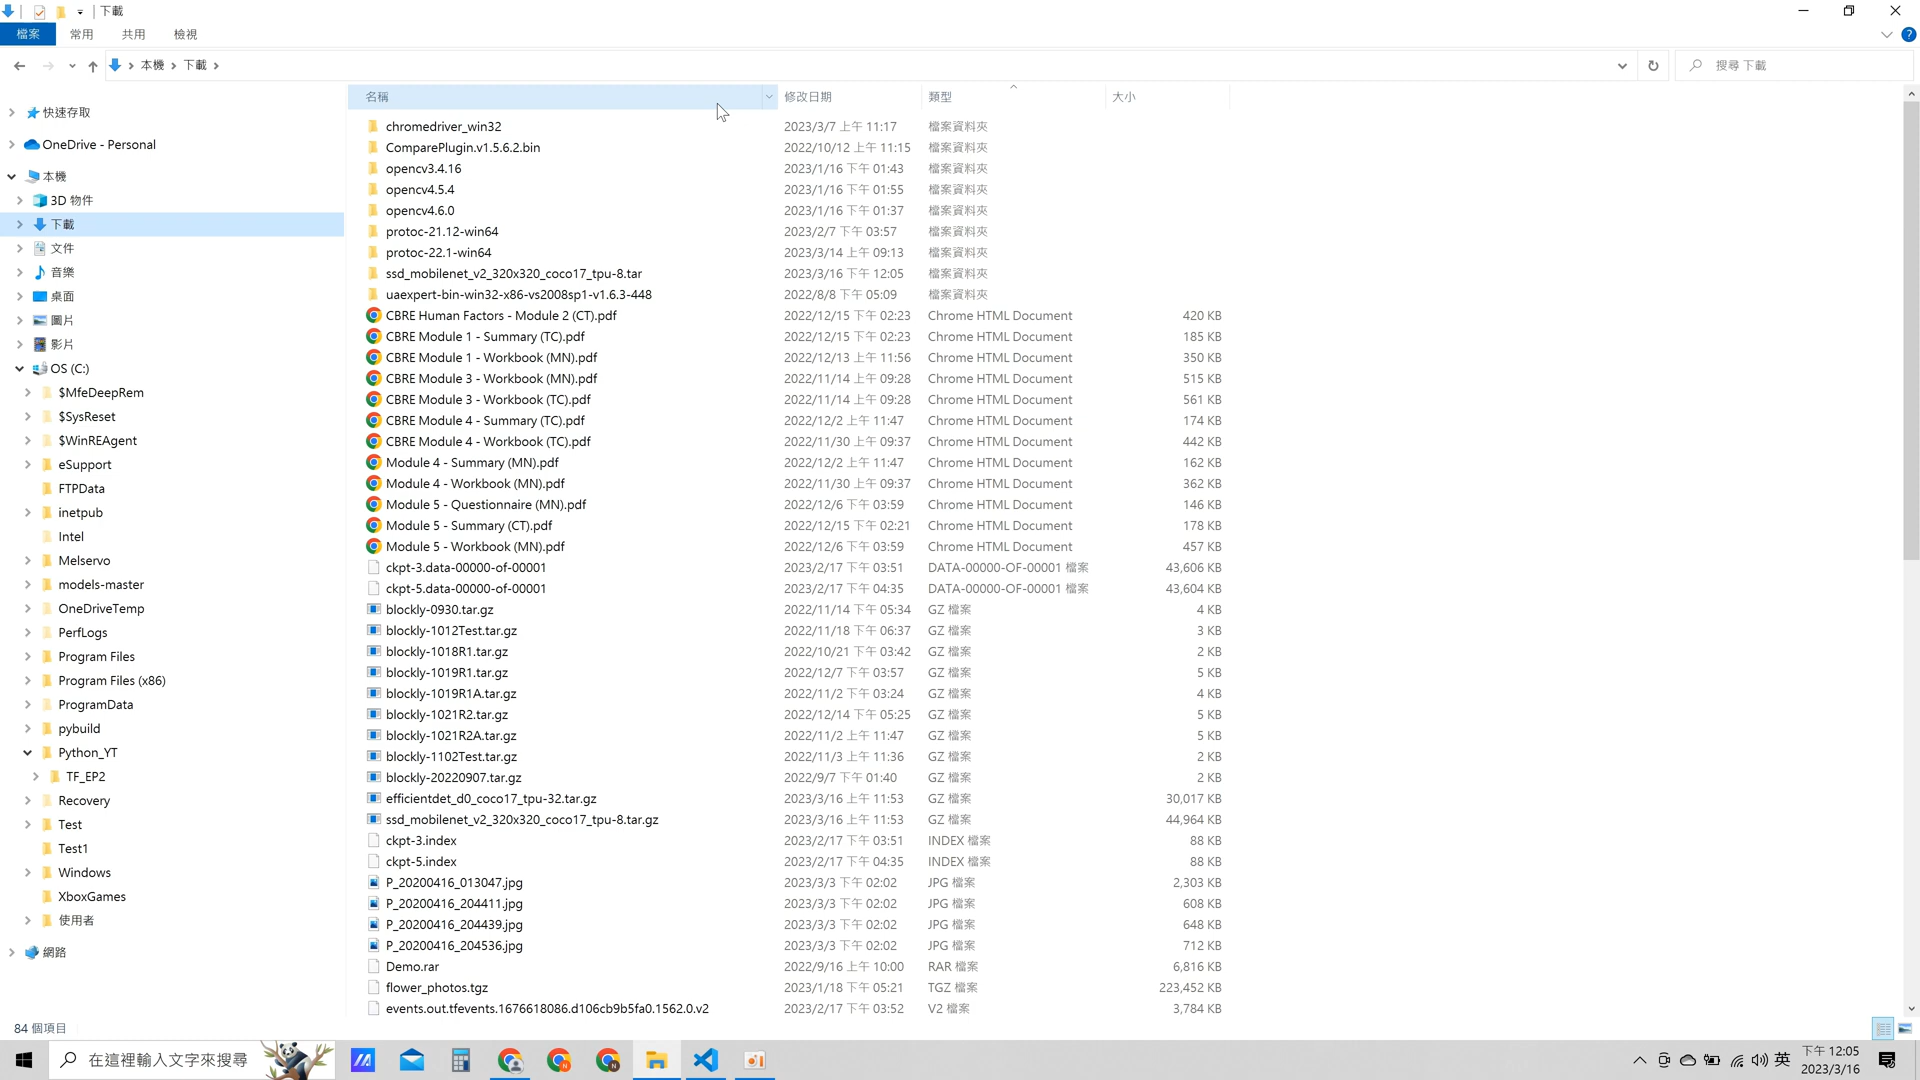 下載
檔案 常用 共用 檢視
本機 下載 搜尋 下載
名稱 修改日期 類型 大小
快速存取
OneDrive - Personal
本機
3D 物件
下載
文件
音樂
桌面
圖片
影片
OS (C:)
$MfeDeepRem
$SysReset
$WinREAgent
eSupport
FTPData
inetpub
Intel
Melservo
models-master
OneDriveTemp
PerfLogs
Program Files
Program Files (x86)
ProgramData
pybuild
Python_YT
TF_EP2
Recovery
Test
Test1
Windows
XboxGames
使用者
網路
chromedriver_win32 2023/3/7 上午 11:17 檔案資料夾
ComparePlugin.v1.5.6.2.bin 2022/10/12 上午 11:15 檔案資料夾
opencv3.4.16 2023/1/16 下午 01:43 檔案資料夾
opencv4.5.4 2023/1/16 下午 01:55 檔案資料夾
opencv4.6.0 2023/1/16 下午 01:37 檔案資料夾
protoc-21.12-win64 2023/2/7 下午 03:57 檔案資料夾
protoc-22.1-win64 2023/3/14 上午 09:13 檔案資料夾
ssd_mobilenet_v2_320x320_coco17_tpu-8.tar 2023/3/16 下午 12:05 檔案資料夾
uaexpert-bin-win32-x86-vs2008sp1-v1.6.3-448 2022/8/8 下午 05:09 檔案資料夾
CBRE Human Factors - Module 2 (CT).pdf 2022/12/15 下午 02:23 Chrome HTML Document 420 KB
CBRE Module 1 - Summary (TC).pdf 2022/12/15 下午 02:23 Chrome HTML Document 185 KB
CBRE Module 1 - Workbook (MN).pdf 2022/12/13 上午 11:56 Chrome HTML Document 350 KB
CBRE Module 3 - Workbook (MN).pdf 2022/11/14 上午 09:28 Chrome HTML Document 515 KB
CBRE Module 3 - Workbook (TC).pdf 2022/11/14 上午 09:28 Chrome HTML Document 561 KB
CBRE Module 4 - Summary (TC).pdf 2022/12/2 上午 11:47 Chrome HTML Document 174 KB
CBRE Module 4 - Workbook (TC).pdf 2022/11/30 上午 09:37 Chrome HTML Document 442 KB
Module 4 - Summary (MN).pdf 2022/12/2 上午 11:47 Chrome HTML Document 162 KB
Module 4 - Workbook (MN).pdf 2022/11/30 上午 09:37 Chrome HTML Document 362 KB
Module 5 - Questionnaire (MN).pdf 2022/12/6 下午 03:59 Chrome HTML Document 146 KB
Module 5 - Summary (CT).pdf 2022/12/15 下午 02:21 Chrome HTML Document 178 KB
Module 5 - Workbook (MN).pdf 2022/12/6 下午 03:59 Chrome HTML Document 457 KB
ckpt-3.data-00000-of-00001 2023/2/17 下午 03:51 DATA-00000-OF-00001 檔案 43,606 KB
ckpt-5.data-00000-of-00001 2023/2/17 下午 04:35 DATA-00000-OF-00001 檔案 43,604 KB
blockly-0930.tar.gz 2022/11/14 下午 05:34 GZ 檔案 4 KB
blockly-1012Test.tar.gz 2022/11/18 下午 06:37 GZ 檔案 3 KB
blockly-1018R1.tar.gz 2022/10/21 下午 03:42 GZ 檔案 2 KB
blockly-1019R1.tar.gz 2022/12/7 下午 03:57 GZ 檔案 5 KB
blockly-1019R1A.tar.gz 2022/11/2 下午 03:24 GZ 檔案 4 KB
blockly-1021R2.tar.gz 2022/12/14 下午 05:25 GZ 檔案 5 KB
blockly-1021R2A.tar.gz 2022/11/2 上午 11:47 GZ 檔案 5 KB
blockly-1102Test.tar.gz 2022/11/3 上午 11:36 GZ 檔案 2 KB
blockly-20220907.tar.gz 2022/9/7 下午 01:40 GZ 檔案 2 KB
efficientdet_d0_coco17_tpu-32.tar.gz 2023/3/16 上午 11:53 GZ 檔案 30,017 KB
ssd_mobilenet_v2_320x320_coco17_tpu-8.tar.gz 2023/3/16 上午 11:53 GZ 檔案 44,964 KB
ckpt-3.index 2023/2/17 下午 03:51 INDEX 檔案 88 KB
ckpt-5.index 2023/2/17 下午 04:35 INDEX 檔案 88 KB
P_20200416_013047.jpg 2023/3/3 下午 02:02 JPG 檔案 2,303 KB
P_20200416_204411.jpg 2023/3/3 下午 02:02 JPG 檔案 608 KB
P_20200416_204439.jpg 2023/3/3 下午 02:02 JPG 檔案 648 KB
P_20200416_204536.jpg 2023/3/3 下午 02:02 JPG 檔案 712 KB
Demo.rar 2022/9/16 上午 10:00 RAR 檔案 6,816 KB
flower_photos.tgz 2023/1/18 下午 05:21 TGZ 檔案 223,452 KB
events.out.tfevents.1676618086.d106cb9b5fa0.1562.0.v2 2023/2/17 下午 03:52 V2 檔案 3,784 KB
84 個項目
在這裡輸入文字來搜尋
英 下午 12:05
2023/3/16